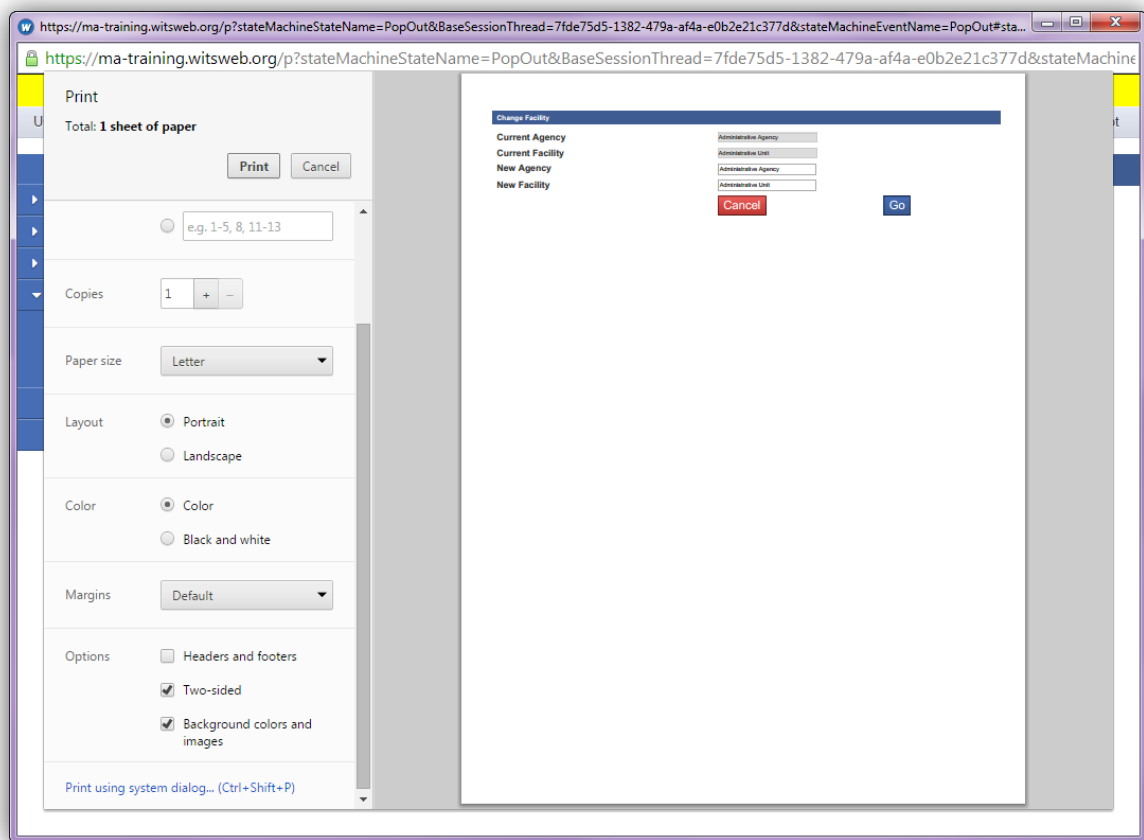 https://ma-training.witsweb.org/p?stateMachineStateName=PopOut&BaseSessionThread=7fde75d5-1382-479a-af4a-e0b2e21c377d&stateMachineEventName=PopOut#sta...
https://ma-training.witsweb.org/p?stateMachineStateName=PopOut&BaseSessionThread=7fde75d5-1382-479a-af4a-e0b2e21c377d&stateMachine
Print
Total: 1 sheet of paper
Print Cancel
e.g. 1-5, 8, 11-13
Copies 1 + −
Paper size Letter
Layout Portrait
Landscape
Color Color
Black and white
Margins Default
Options Headers and footers
Two-sided
Background colors and
images
Print using system dialog... (Ctrl+Shift+P)
Change Facility
Current Agency Administrative Agency
Current Facility Administrative Unit
New Agency Administrative Agency
New Facility Administrative Unit
Cancel Go